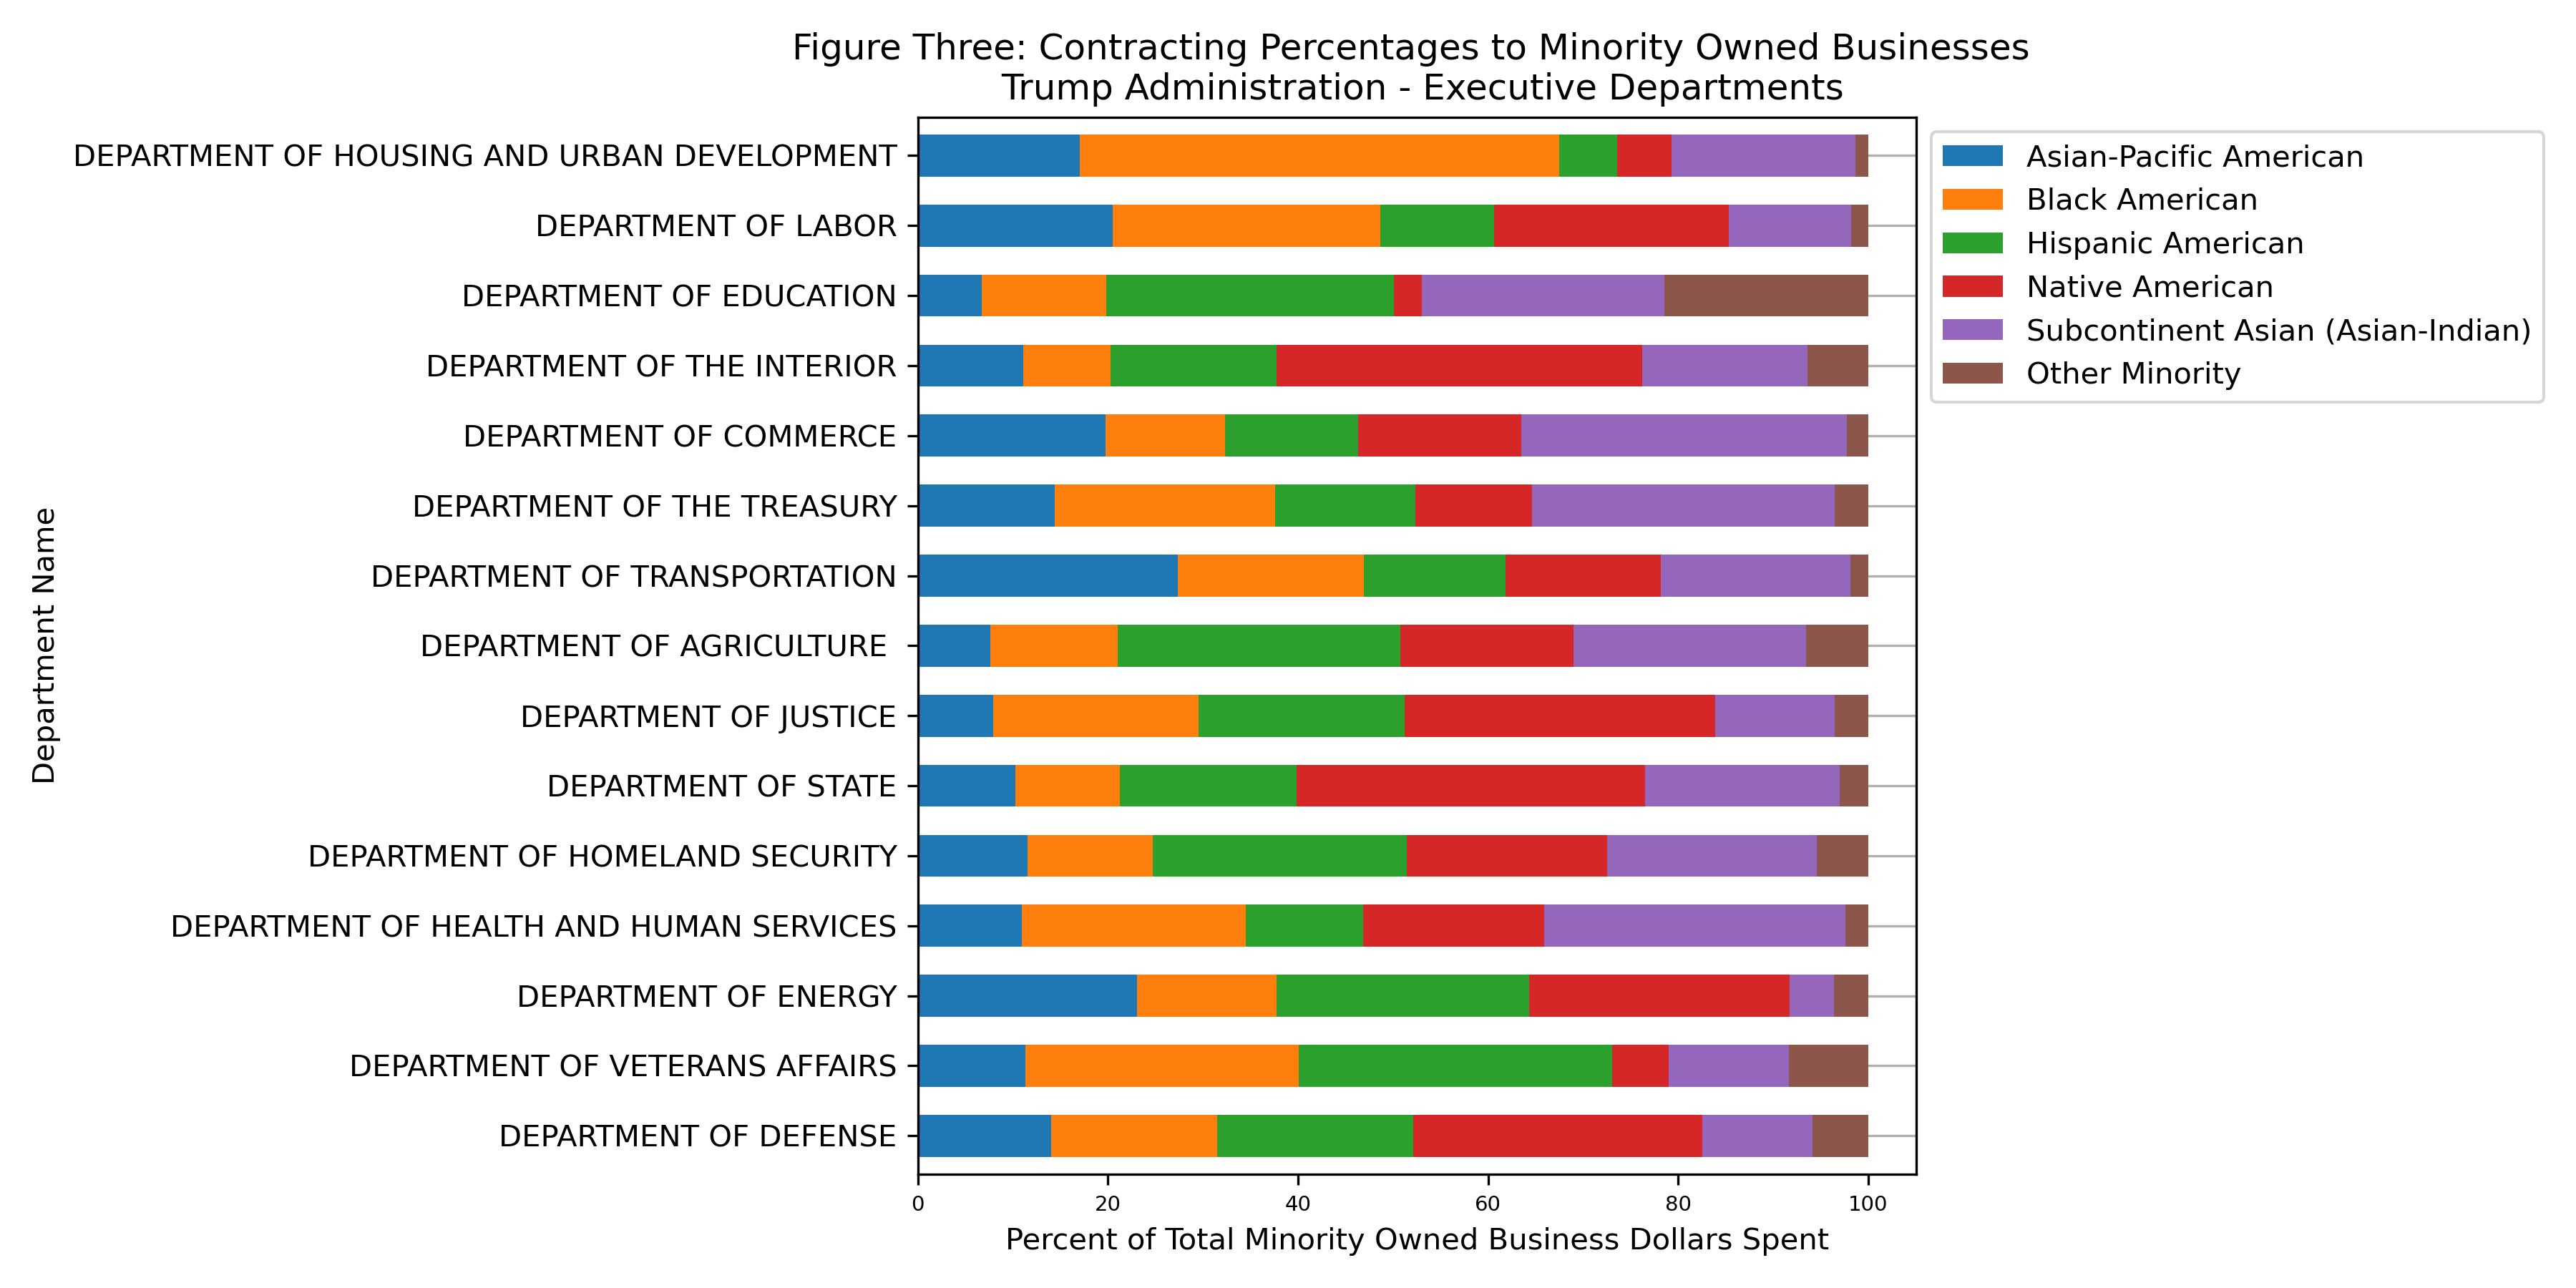 Figure Three: Contracting Percentages to Minority Owned Businesses
Trump Administration - Executive Departments
DEPARTMENT OF HOUSING AND URBAN DEVELOPMENT
DEPARTMENT OF LABOR
DEPARTMENT OF EDUCATION
DEPARTMENT OF THE INTERIOR
DEPARTMENT OF COMMERCE
DEPARTMENT OF THE TREASURY
DEPARTMENT OF TRANSPORTATION
DEPARTMENT OF AGRICULTURE
DEPARTMENT OF JUSTICE
DEPARTMENT OF STATE
DEPARTMENT OF HOMELAND SECURITY
DEPARTMENT OF HEALTH AND HUMAN SERVICES
DEPARTMENT OF ENERGY
DEPARTMENT OF VETERANS AFFAIRS
DEPARTMENT OF DEFENSE
Department Name
0 20 40 60 80 100
Percent of Total Minority Owned Business Dollars Spent
Asian-Pacific American
Black American
Hispanic American
Native American
Subcontinent Asian (Asian-Indian)
Other Minority